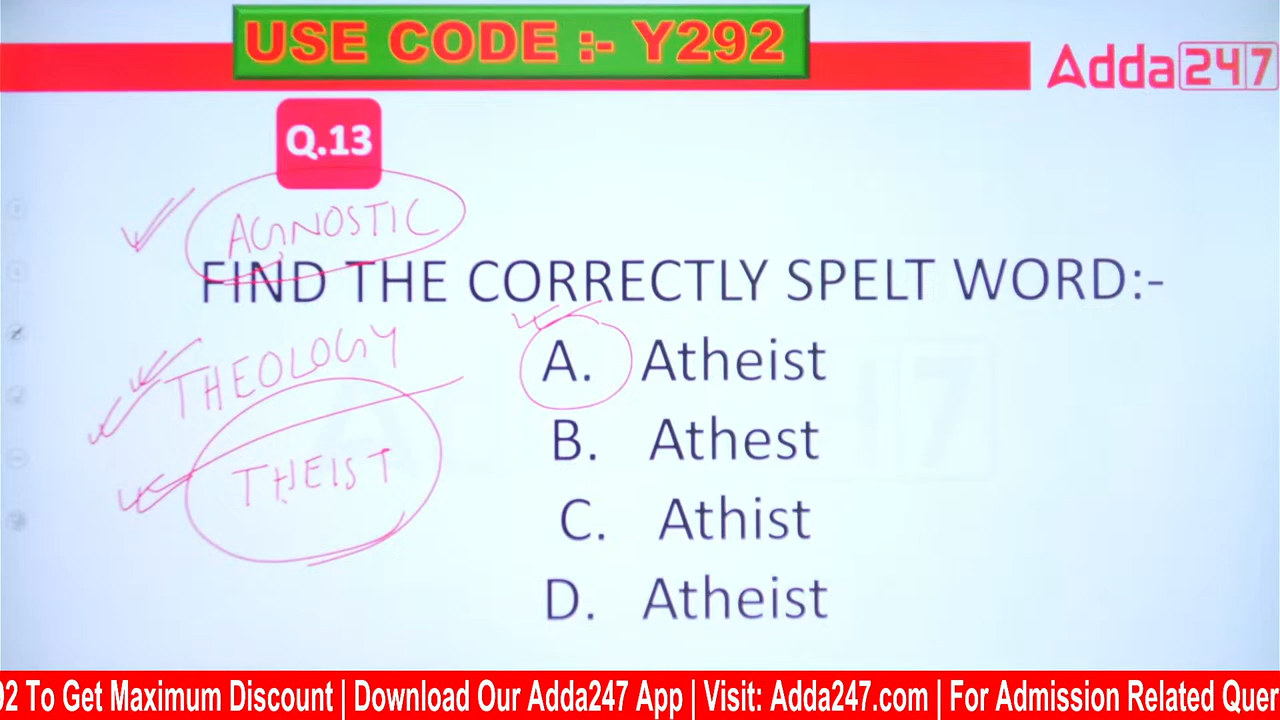 USE CODE :- Y292
Adda247
Q.13
AGNOSTIC
FIND THE CORRECTLY SPELT WORD:-
THEOLOGY
A. Atheist
B. Athest
THEIST
C. Athist
D. Atheist
92 To Get Maximum Discount | Download Our Adda247 App | Visit: Adda247.com | For Admission Related Quer